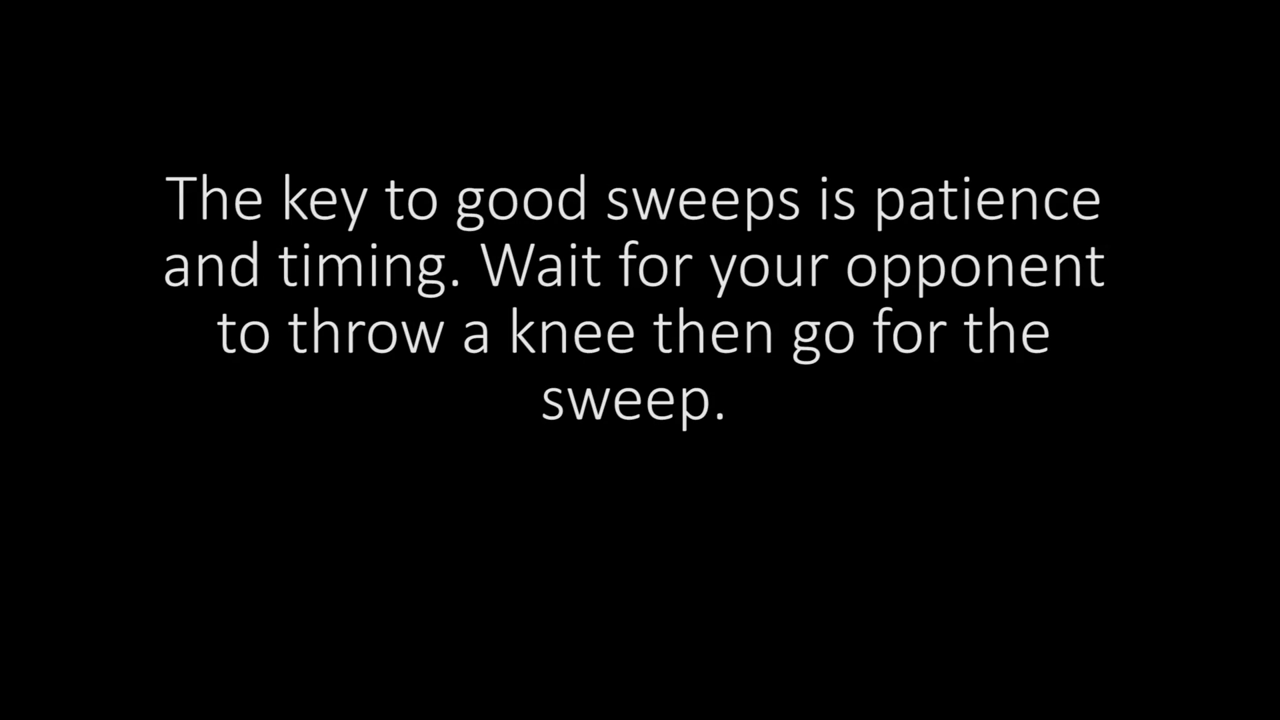 The key to good sweeps is patience
and timing. Wait for your opponent
to throw a knee then go for the
sweep.